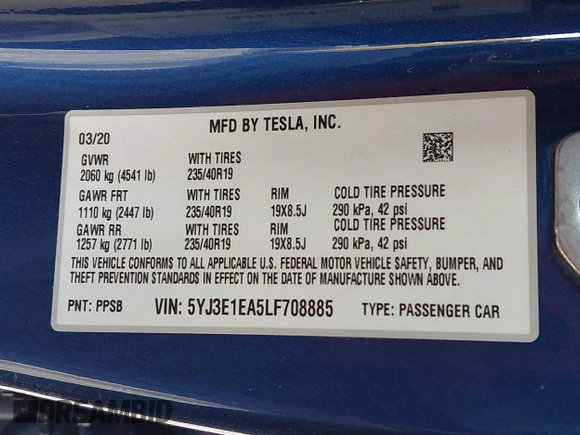 MFD BY TESLA, INC.
03/20
GVWR WITH TIRES
2060 kg (4541 lb) 235/40R19
GAWR FRT WITH TIRES RIM COLD TIRE PRESSURE
1110 kg (2447 lb) 235/40R19 19X8.5J 290 kPa, 42 psi
GAWR RR WITH TIRES RIM COLD TIRE PRESSURE
1257 kg (2771 lb) 235/40R19 19X8.5J 290 kPa, 42 psi
THIS VEHICLE CONFORMS TO ALL APPLICABLE U.S. FEDERAL MOTOR VEHICLE SAFETY, BUMPER, AND
THEFT PREVENTION STANDARDS IN EFFECT ON THE DATE OF MANUFACTURE SHOWN ABOVE.
PNT: PPSB VIN: 5YJ3E1EA5LF708885 TYPE: PASSENGER CAR
DREAMBID